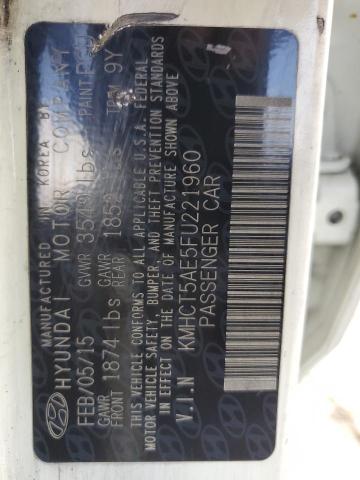 MANUFACTURED IN KOREA BY
HYUNDAI MOTOR COMPANY
FEB/05/15 GVWR 354 lbs PAINT
GAWR FRONT 1874 lbs GAWR REAR 1852 TRIM 9Y
THIS VEHICLE CONFORMS TO ALL APPLICABLE U.S.A. FEDERAL
MOTOR VEHICLE SAFETY, BUMPER, AND THEFT PREVENTION STANDARDS
IN EFFECT ON THE DATE OF MANUFACTURE SHOWN ABOVE
V.I.N KMHCT5AE5FU221960
PASSENGER CAR